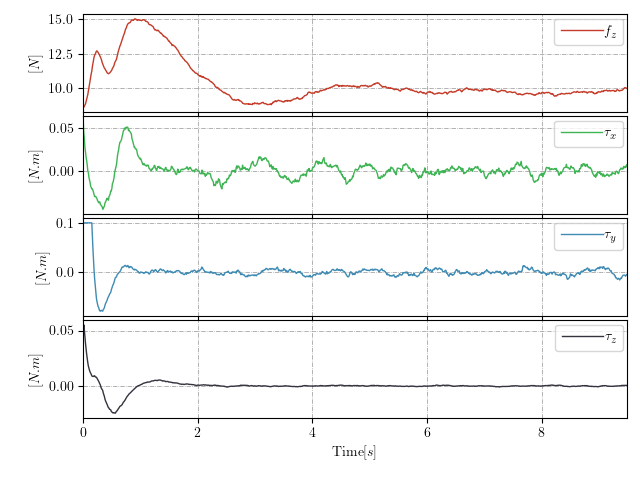 15.0
12.5
10.0
[N]
f_z
0.05
0.00
[N.m]
τ_x
0.1
0.0
[N.m]
τ_y
0.05
0.00
[N.m]
τ_z
0 2 4 6 8
Time[s]